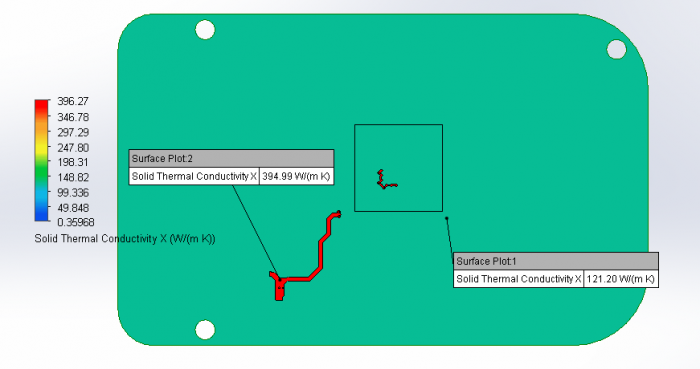 396.27
346.78
297.29
247.80
198.31
148.82
99.336
49.848
0.35968
Solid Thermal Conductivity X (W/(m K))
Surface Plot:2
Solid Thermal Conductivity X 394.99 W/(m K)
Surface Plot:1
Solid Thermal Conductivity X 121.20 W/(m K)